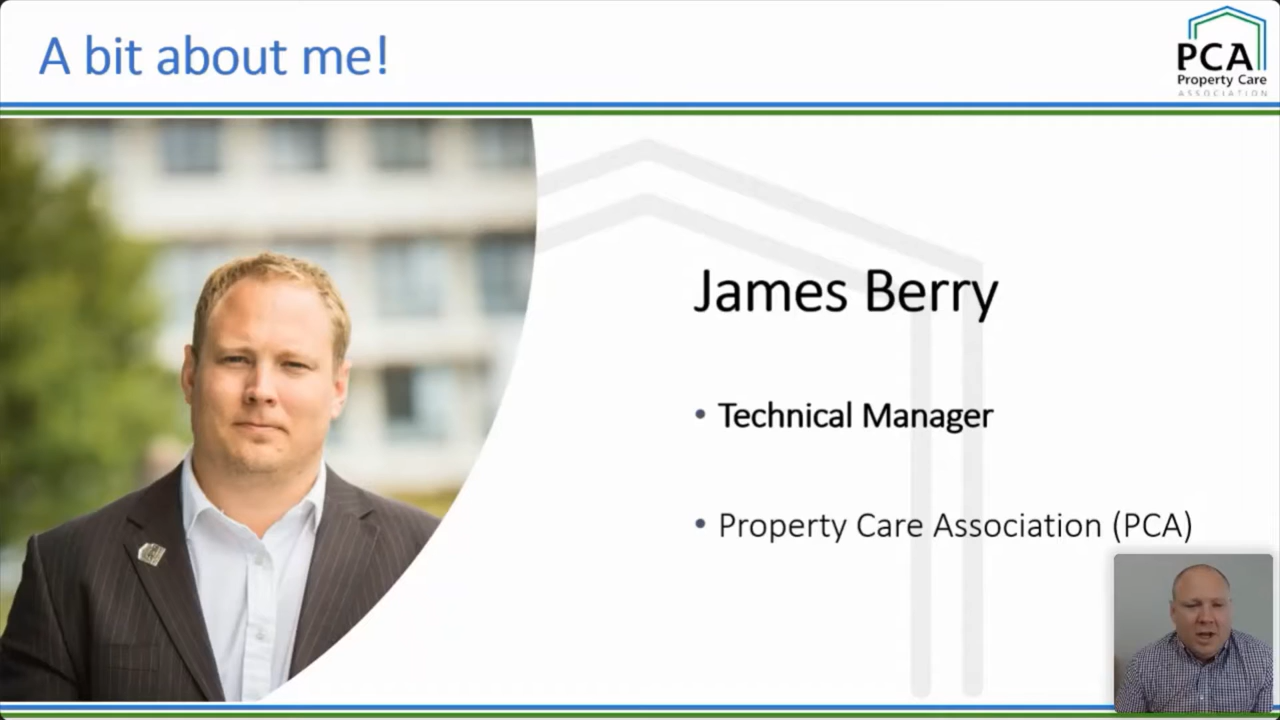 A bit about me!
PCA
Property Care
ASSOCIATION
James Berry
• Technical Manager
• Property Care Association (PCA)